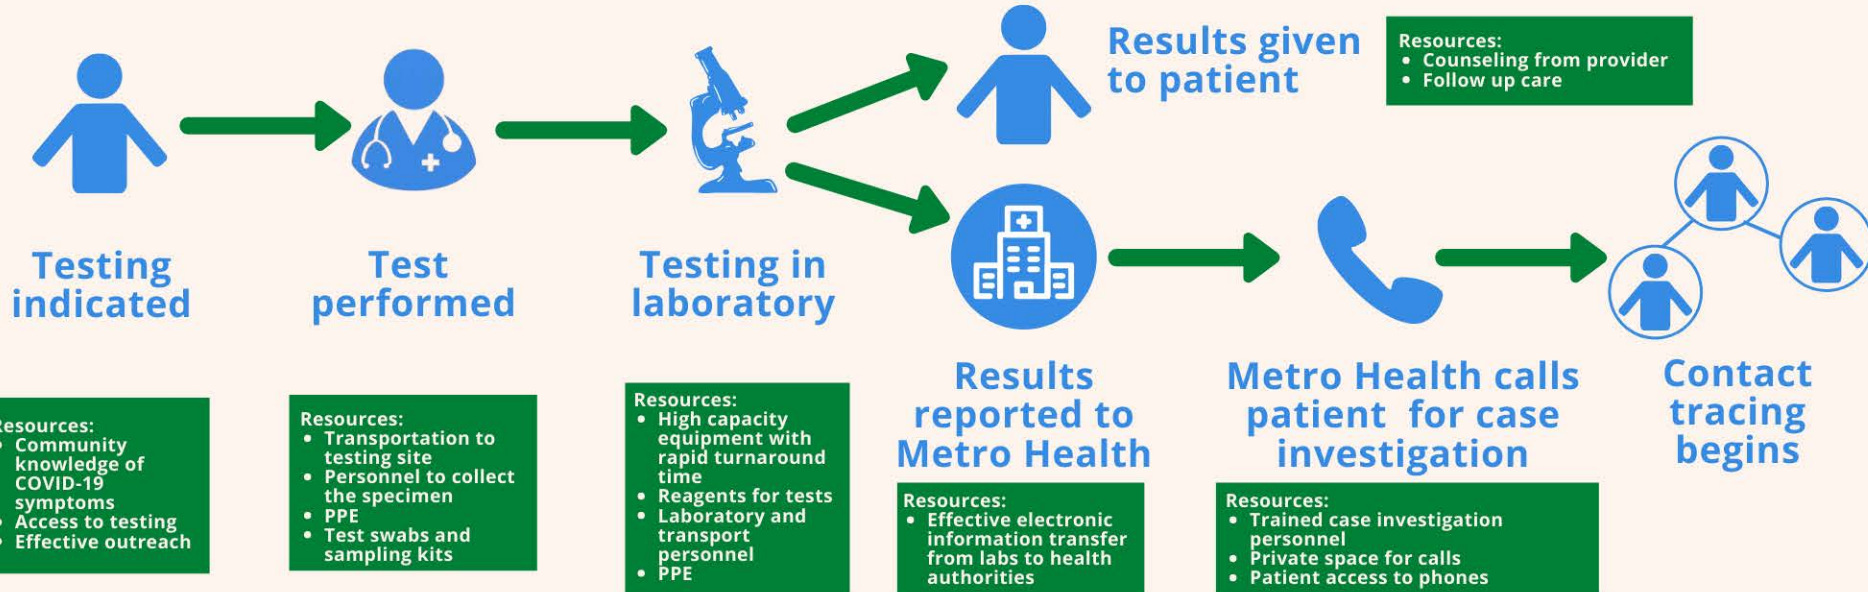 Results given
to patient
Resources:
• Counseling from provider
• Follow up care
Testing
indicated
Test
performed
Testing in
laboratory
Results
reported to
Metro Health
Metro Health calls
patient for case
investigation
Contact
tracing
begins
Resources:
• Community
knowledge of
COVID-19
symptoms
• Access to testing
• Effective outreach
Resources:
• Transportation to
testing site
• Personnel to collect
the specimen
• PPE
• Test swabs and
sampling kits
Resources:
• High capacity
equipment with
rapid turnaround
time
• Reagents for tests
• Laboratory and
transport
personnel
• PPE
Resources:
• Effective electronic
information transfer
from labs to health
authorities
Resources:
• Trained case investigation
personnel
• Private space for calls
• Patient access to phones